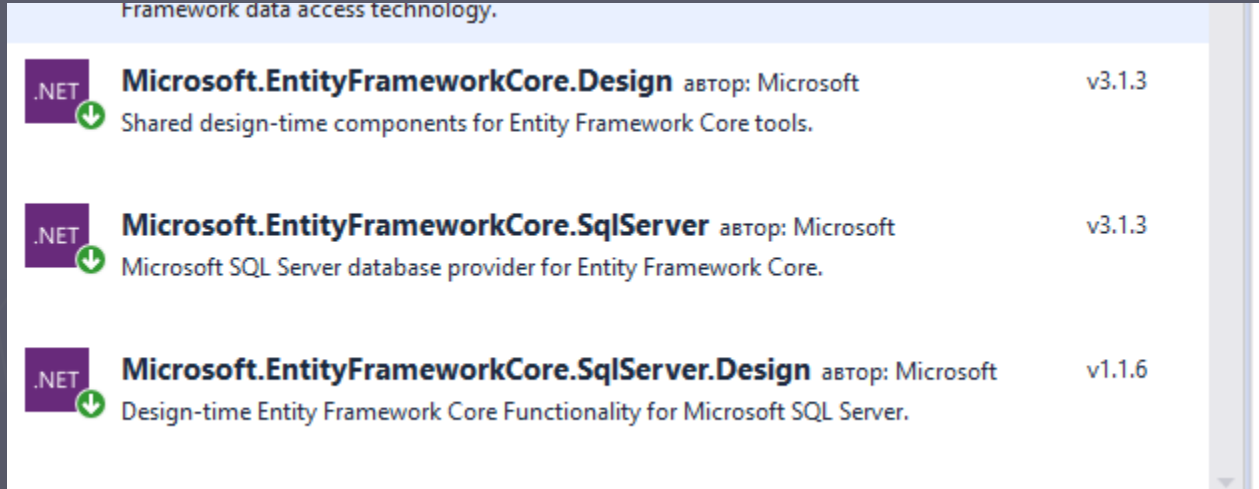 Framework data access technology.
.NET Microsoft.EntityFrameworkCore.Design автор: Microsoft v3.1.3
Shared design-time components for Entity Framework Core tools.
.NET Microsoft.EntityFrameworkCore.SqlServer автор: Microsoft v3.1.3
Microsoft SQL Server database provider for Entity Framework Core.
.NET Microsoft.EntityFrameworkCore.SqlServer.Design автор: Microsoft v1.1.6
Design-time Entity Framework Core Functionality for Microsoft SQL Server.